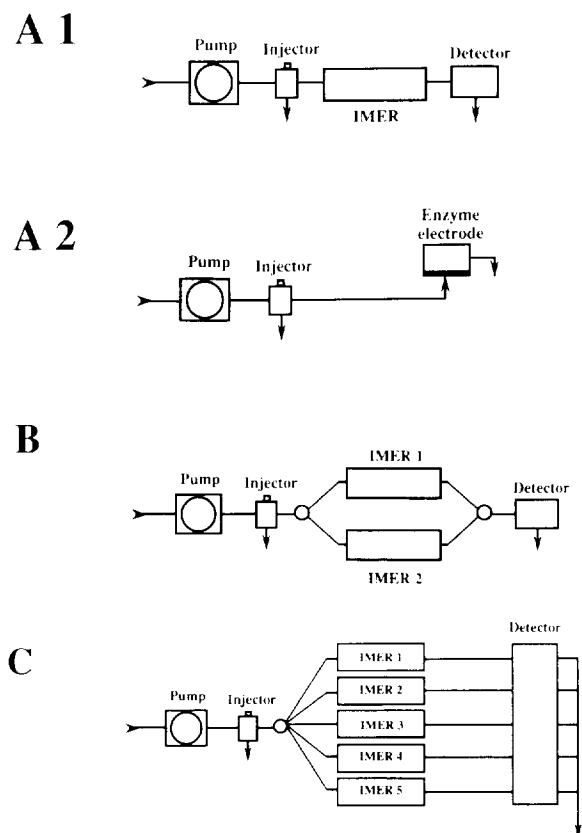 A 1
Pump
Injector
IMER
Detector
A 2
Pump
Injector
Enzyme
electrode
B
Pump
Injector
IMER 1
IMER 2
Detector
C
Pump
Injector
IMER 1
IMER 2
IMER 3
IMER 4
IMER 5
Detector